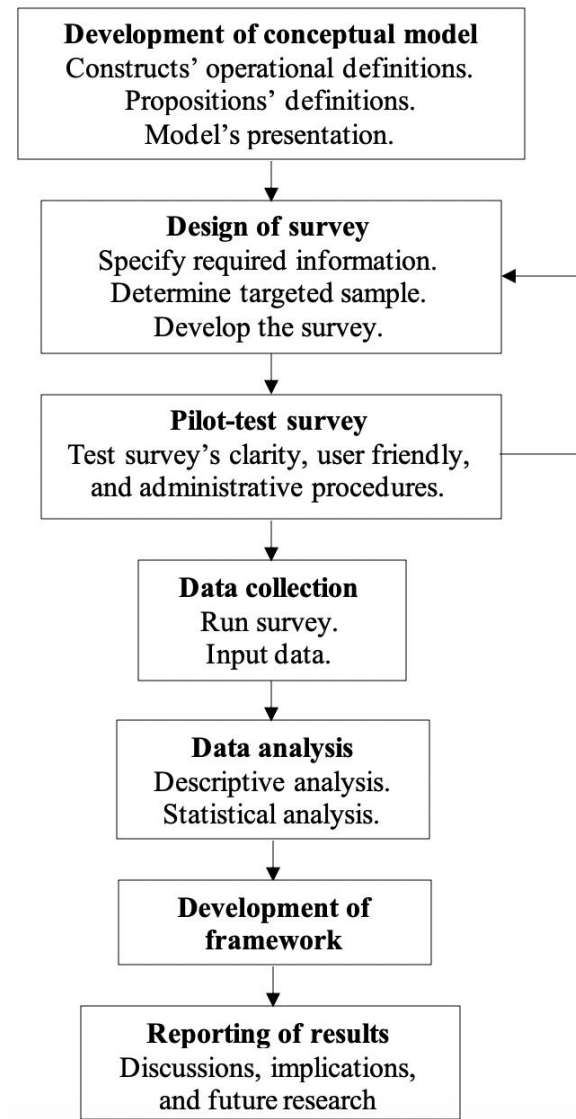 Development of conceptual model
Constructs’ operational definitions.
Propositions’ definitions.
Model’s presentation.
Design of survey
Specify required information.
Determine targeted sample.
Develop the survey.
Pilot-test survey
Test survey’s clarity, user friendly,
and administrative procedures.
Data collection
Run survey.
Input data.
Data analysis
Descriptive analysis.
Statistical analysis.
Development of
framework
Reporting of results
Discussions, implications,
and future research